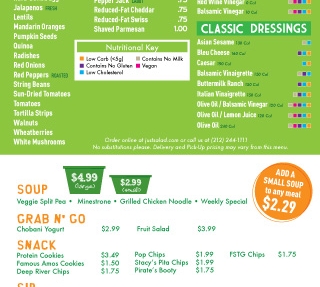 Jalapenos FRESH
Lentils
Mandarin Oranges
Pumpkin Seeds
Quinoa
Radishes
Red Onions
Red Peppers ROASTED
String Beans
Sun-Dried Tomatoes
Tomatoes
Tortilla Strips
Walnuts
Wheatberries
White Mushrooms
Pepper Jack .75
Reduced-Fat Cheddar .75
Reduced-Fat Swiss .75
Shaved Parmesan 1.00
Nutritional Key
Low Carb (<5g)
Contains No Milk
Contains No Gluten
Vegan
Low Cholesterol
Red Wine Vinegar
Balsamic Vinegar
CLASSIC DRESSINGS
Asian Sesame
Bleu Cheese
Caesar
Balsamic Vinaigrette
Buttermilk Ranch
Italian Vinaigrette
Olive Oil / Balsamic Vinegar
Olive Oil / Lemon Juice
Olive Oil
Order online at justsalad.com or call us at (212) 244-1111
No substitutions please. Delivery and Pick-Up pricing may vary from this menu.
SOUP
$4.99
(large)
$2.99
(small)
Veggie Split Pea • Minestrone • Grilled Chicken Noodle • Weekly Special
ADD A
SMALL SOUP
to any meal
$2.29
GRAB N' GO
Chobani Yogurt $2.99 Fruit Salad $3.99
SNACK
Protein Cookies $3.49 Pop Chips $1.99 FSTG Chips $1.75
Famous Amos Cookies $1.50 Stacy's Pita Chips $1.99
Deep River Chips $1.75 Pirate's Booty $1.75